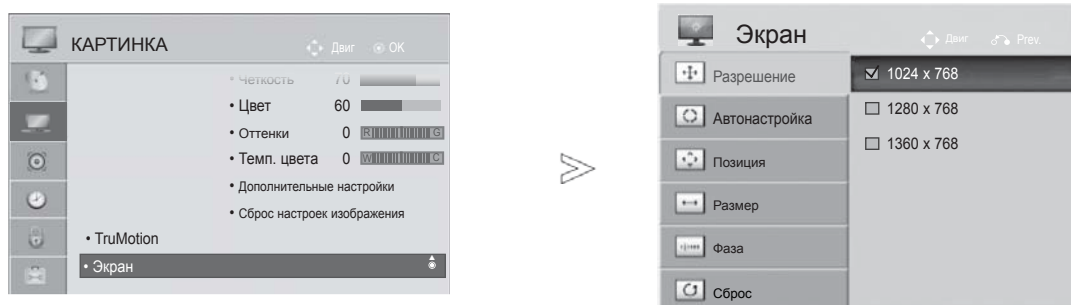 КАРТИНКА
Двиг OK
• Четкость 70
• Цвет 60
• Оттенки 0 R G
• Темп. цвета 0 W C
• Дополнительные настройки
• Сброс настроек изображения
• TruMotion
• Экран
Экран
Двиг Prev.
Разрешение
1024 x 768
Автонастройка
1280 x 768
1360 x 768
Позиция
Размер
Фаза
Сброс